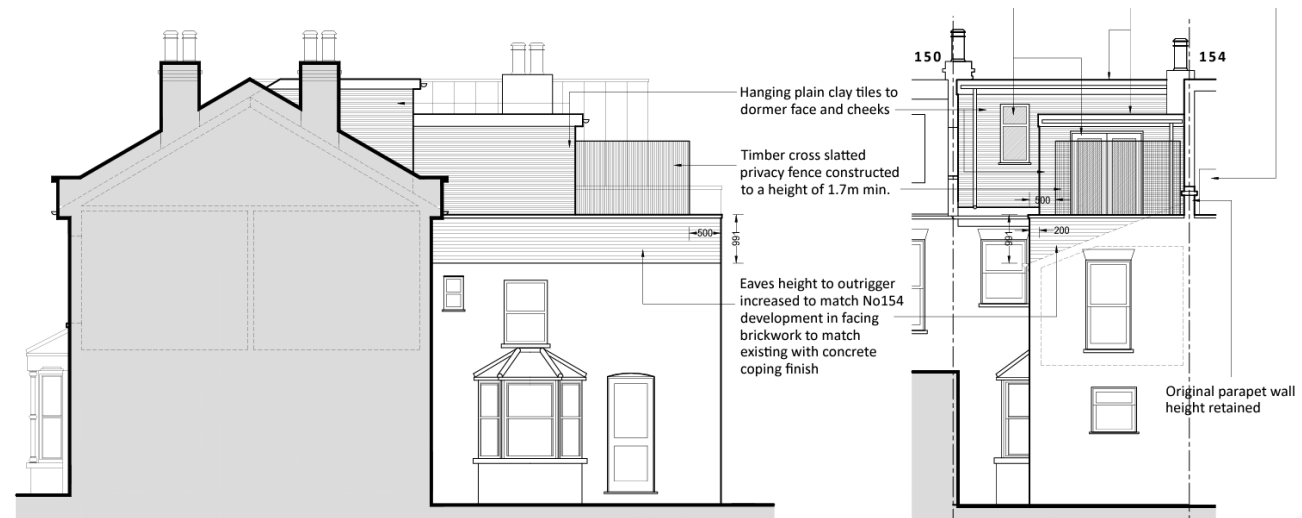 150
154
Hanging plain clay tiles to
dormer face and cheeks
Timber cross slatted
privacy fence constructed
to a height of 1.7m min.
500
991
500
991
200
Eaves height to outrigger
increased to match No154
development in facing
brickwork to match
existing with concrete
coping finish
Original parapet wall
height retained